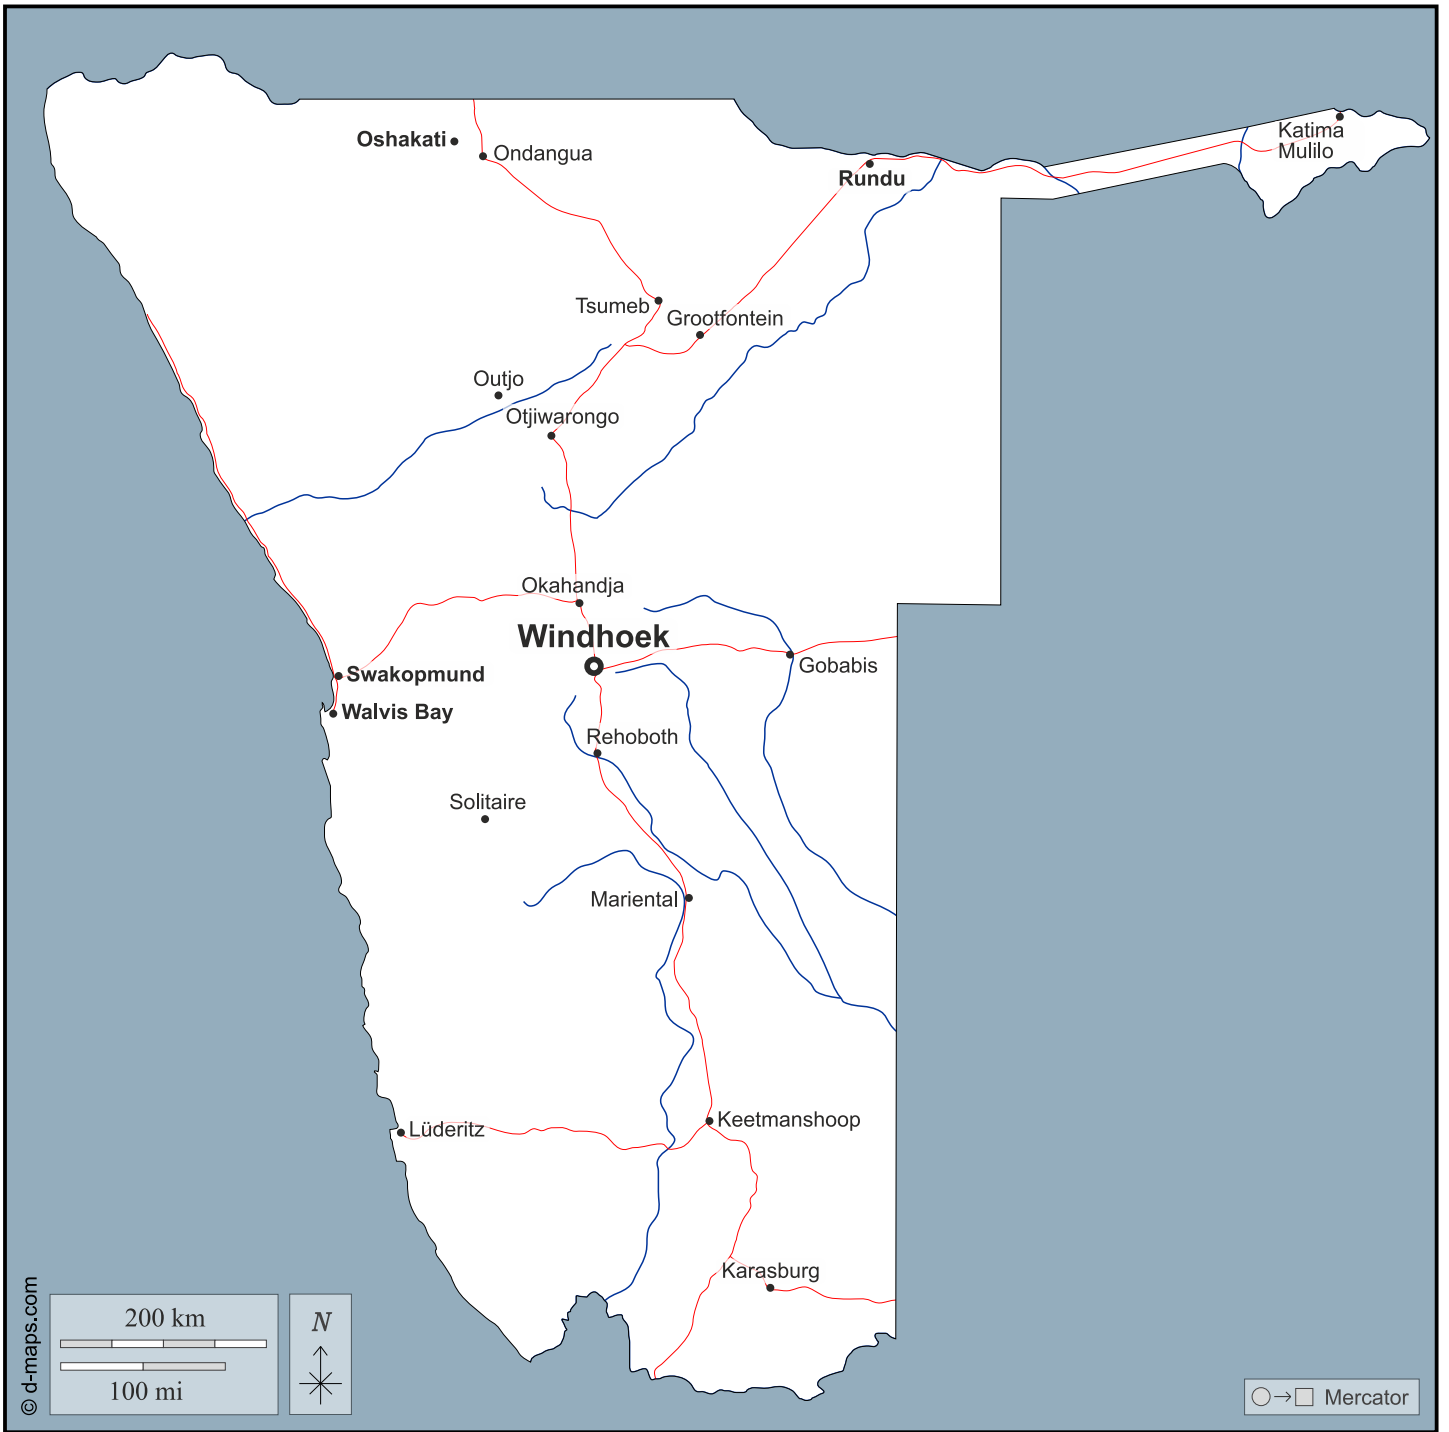 Katima
Mulilo
Oshakati
Ondangua
Rundu
Tsumeb
Grootfontein
Outjo
Otjiwarongo
Okahandja
Windhoek
Gobabis
Swakopmund
Walvis Bay
Rehoboth
Solitaire
Mariental
Keetmanshoop
Lüderitz
Karasburg
© d-maps.com
200 km
100 mi
N
Mercator